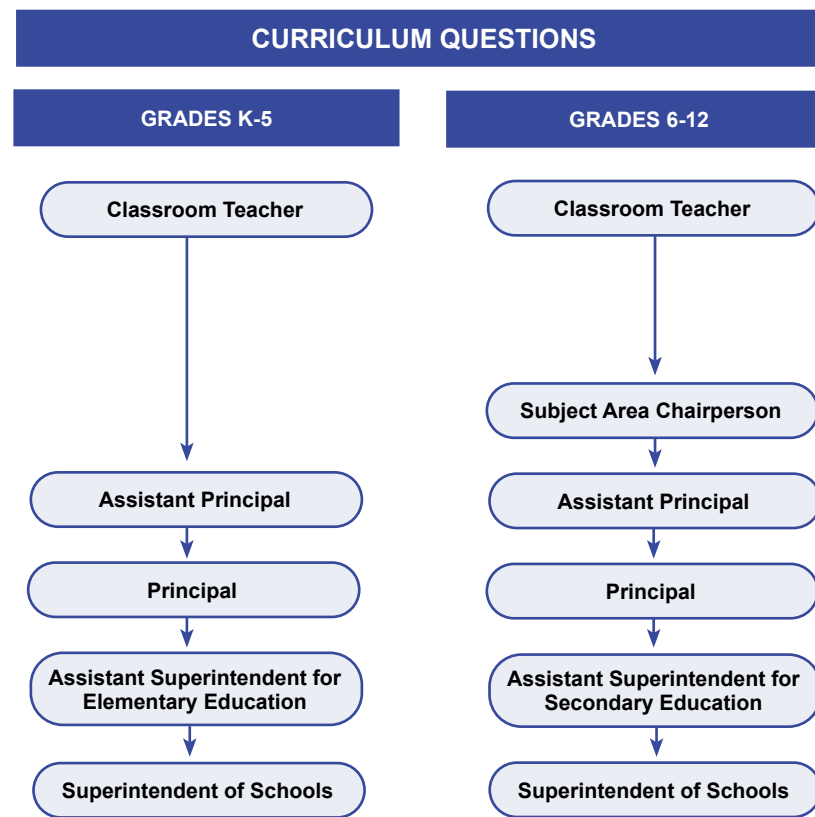 CURRICULUM QUESTIONS
GRADES K-5
Classroom Teacher
Assistant Principal
Principal
Assistant Superintendent for
Elementary Education
Superintendent of Schools
GRADES 6-12
Classroom Teacher
Subject Area Chairperson
Assistant Principal
Principal
Assistant Superintendent for
Secondary Education
Superintendent of Schools